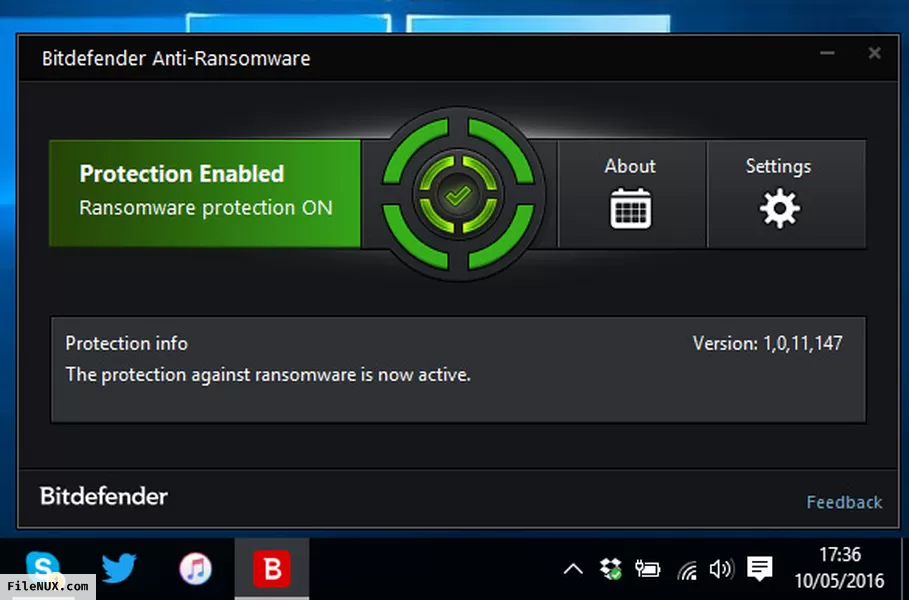 Bitdefender Anti-Ransomware
Protection Enabled
Ransomware protection ON
About
Settings
Protection info
Version: 1,0,11,147
The protection against ransomware is now active.
Bitdefender
Feedback
S
B
17:36
10/05/2016
FileNUX.com